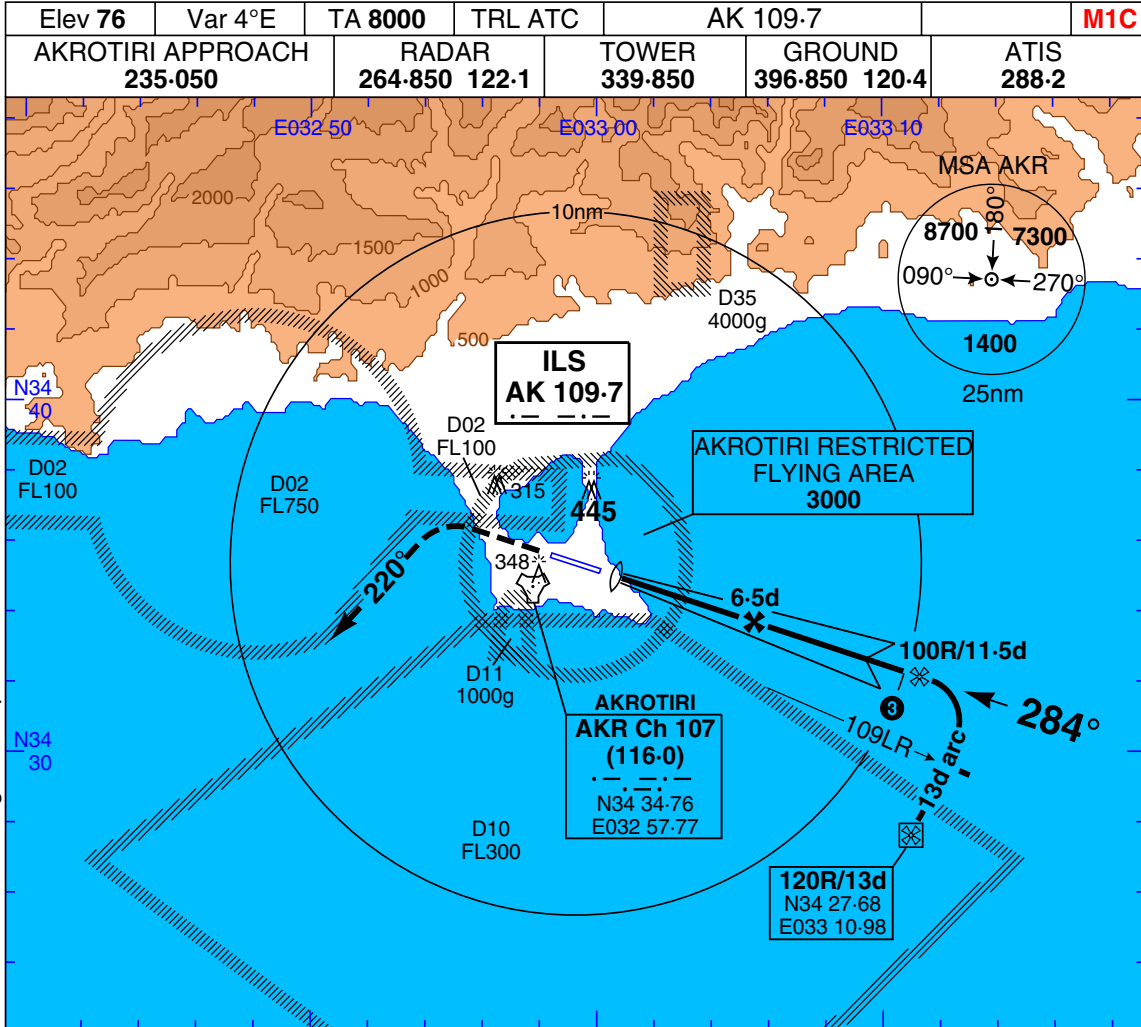 Elev 76 Var 4°E TA 8000 TRL ATC AK 109·7 M1C
AKROTIRI APPROACH RADAR TOWER GROUND ATIS
235·050 264·850 122·1 339·850 396·850 120·4 288·2
E032 50 E033 00 E033 10
MSA AKR
180°
8700 7300
090° 270°
1400
25nm
2000
1500
1000
500
10nm
D35
4000g
ILS
AK 109·7
N34
40
D02
FL100
D02
FL100
D02
FL750
315
445
348
AKROTIRI RESTRICTED
FLYING AREA
3000
220°
6·5d
100R/11·5d
3
284°
109LR
13d arc
D11
1000g
AKROTIRI
AKR Ch 107
(116·0)
N34 34·76
E032 57·77
N34
30
D10
FL300
120R/13d
N34 27·68
E033 10·98